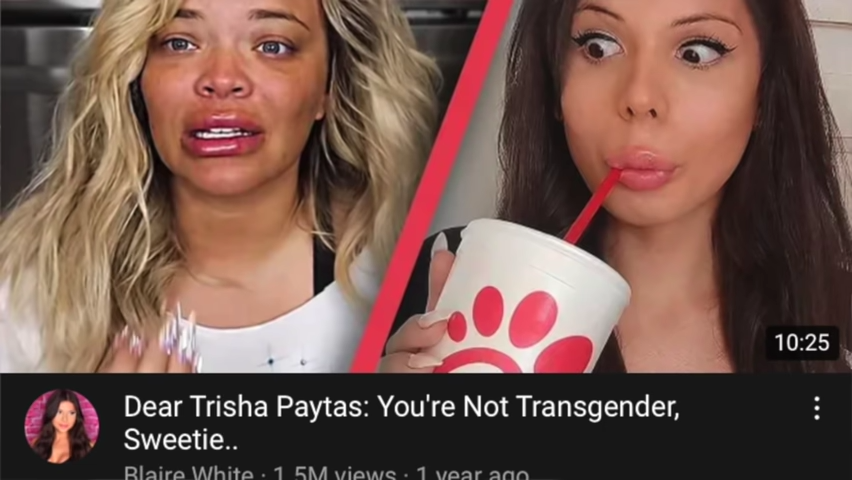 10:25
Dear Trisha Paytas: You're Not Transgender,
Sweetie..
Blaire White · 1.5M views · 1 year ago